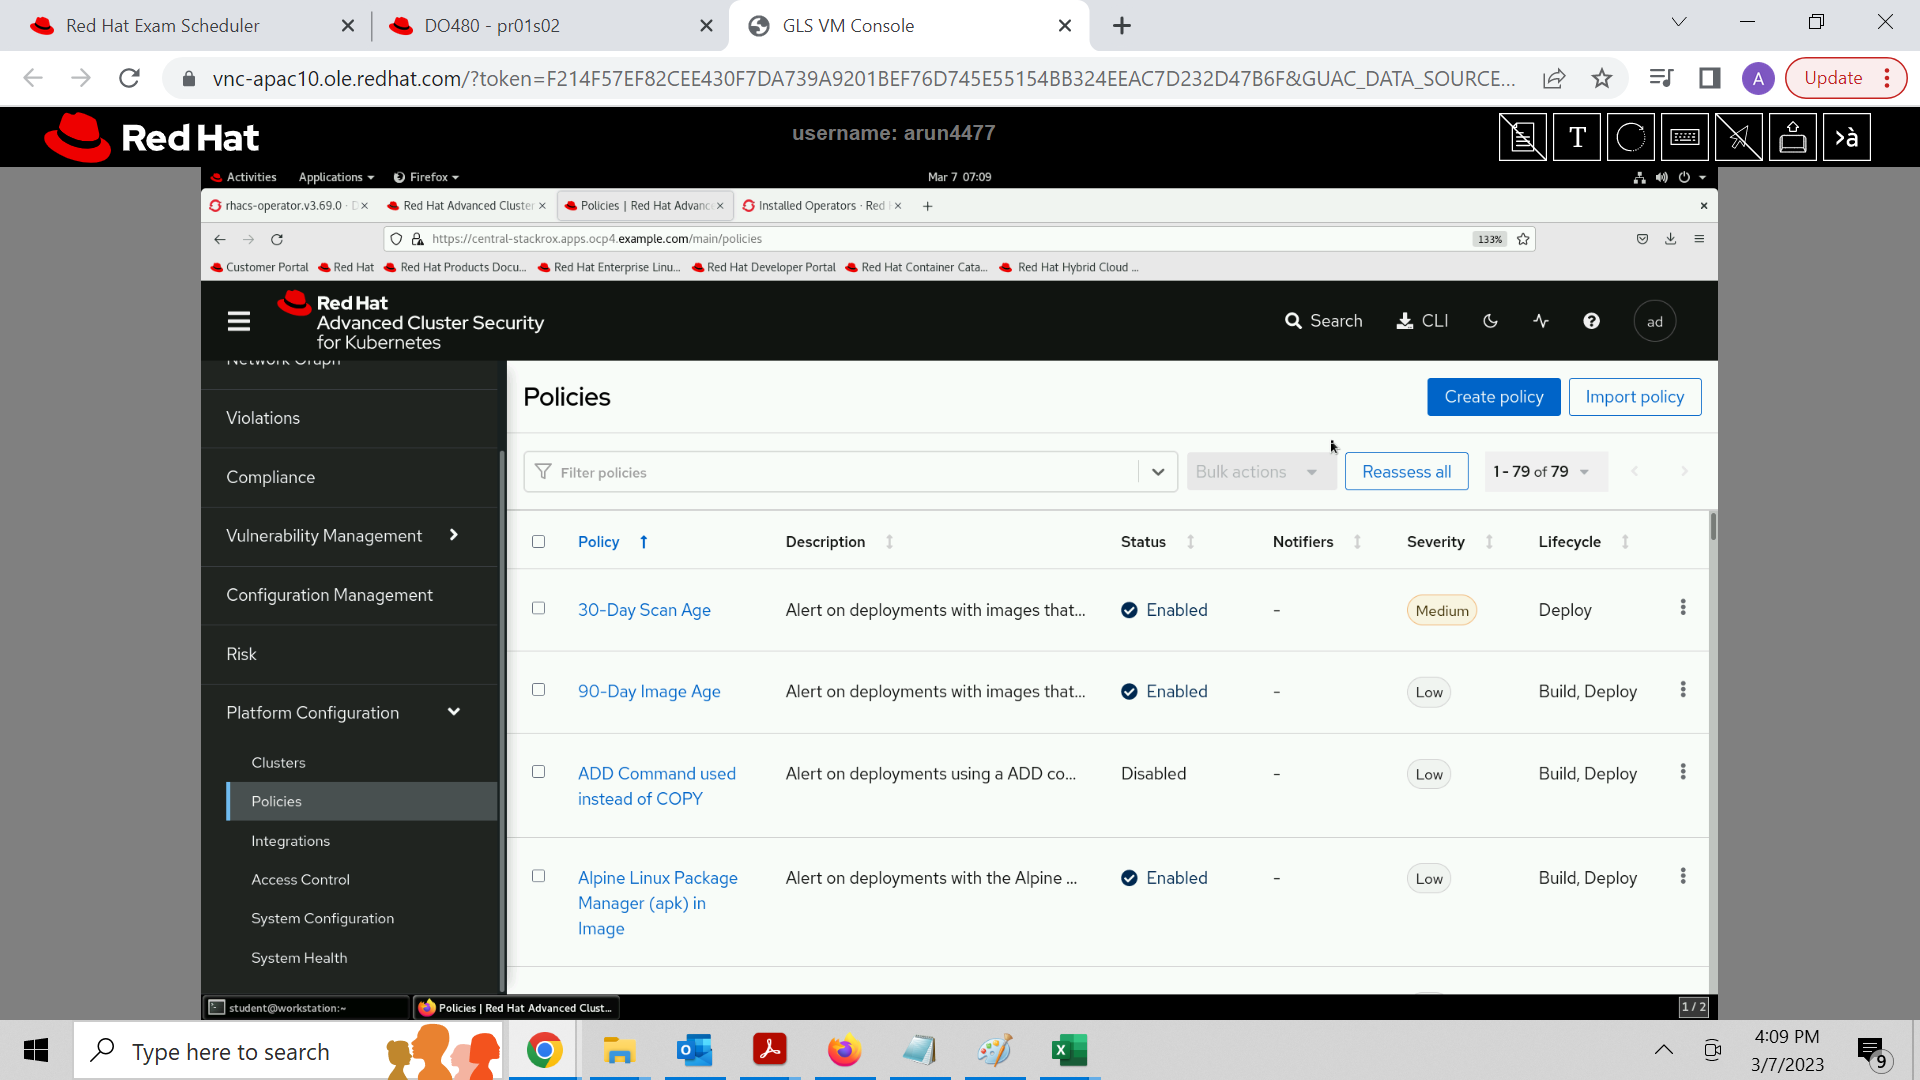 Red Hat Exam Scheduler
DO480 - pr01s02
GLS VM Console
vnc-apac10.ole.redhat.com/?token=F214F57EF82CEE430F7DA739A9201BEF76D745E55154BB324EEAC7D232D47B6F&GUAC_DATA_SOURCE...
A
Update
Red Hat
username: arun4477
T
>à
Activities
Applications
Firefox
Mar 7 07:09
rhacs-operator.v3.69.0 · D
Red Hat Advanced Cluster
Policies | Red Hat Advanc
Installed Operators · Red
https://central-stackrox.apps.ocp4.example.com/main/policies
133%
Customer Portal
Red Hat
Red Hat Products Docu...
Red Hat Enterprise Linu...
Red Hat Developer Portal
Red Hat Container Cata...
Red Hat Hybrid Cloud ...
Red Hat
Advanced Cluster Security
for Kubernetes
Search
CLI
ad
Network Graph
Violations
Compliance
Vulnerability Management
Configuration Management
Risk
Platform Configuration
Clusters
Policies
Integrations
Access Control
System Configuration
System Health
Policies
Create policy
Import policy
Filter policies
Bulk actions
Reassess all
1 - 79 of 79
Policy
Description
Status
Notifiers
Severity
Lifecycle
30-Day Scan Age
Alert on deployments with images that...
Enabled
-
Medium
Deploy
90-Day Image Age
Alert on deployments with images that...
Enabled
-
Low
Build, Deploy
ADD Command used
instead of COPY
Alert on deployments using a ADD co...
Disabled
-
Low
Build, Deploy
Alpine Linux Package
Manager (apk) in
Image
Alert on deployments with the Alpine ...
Enabled
-
Low
Build, Deploy
student@workstation:~
Policies | Red Hat Advanced Clust...
1 / 2
Type here to search
4:09 PM
3/7/2023
9